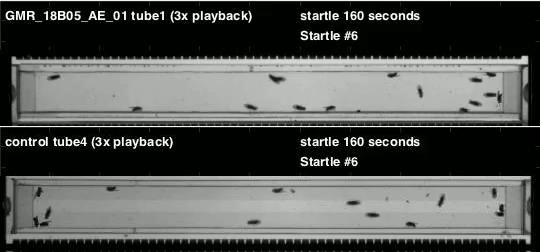 GMR_18B05_AE_01 tube1 (3x playback)
startle 160 seconds
Startle #6
control tube4 (3x playback)
startle 160 seconds
Startle #6